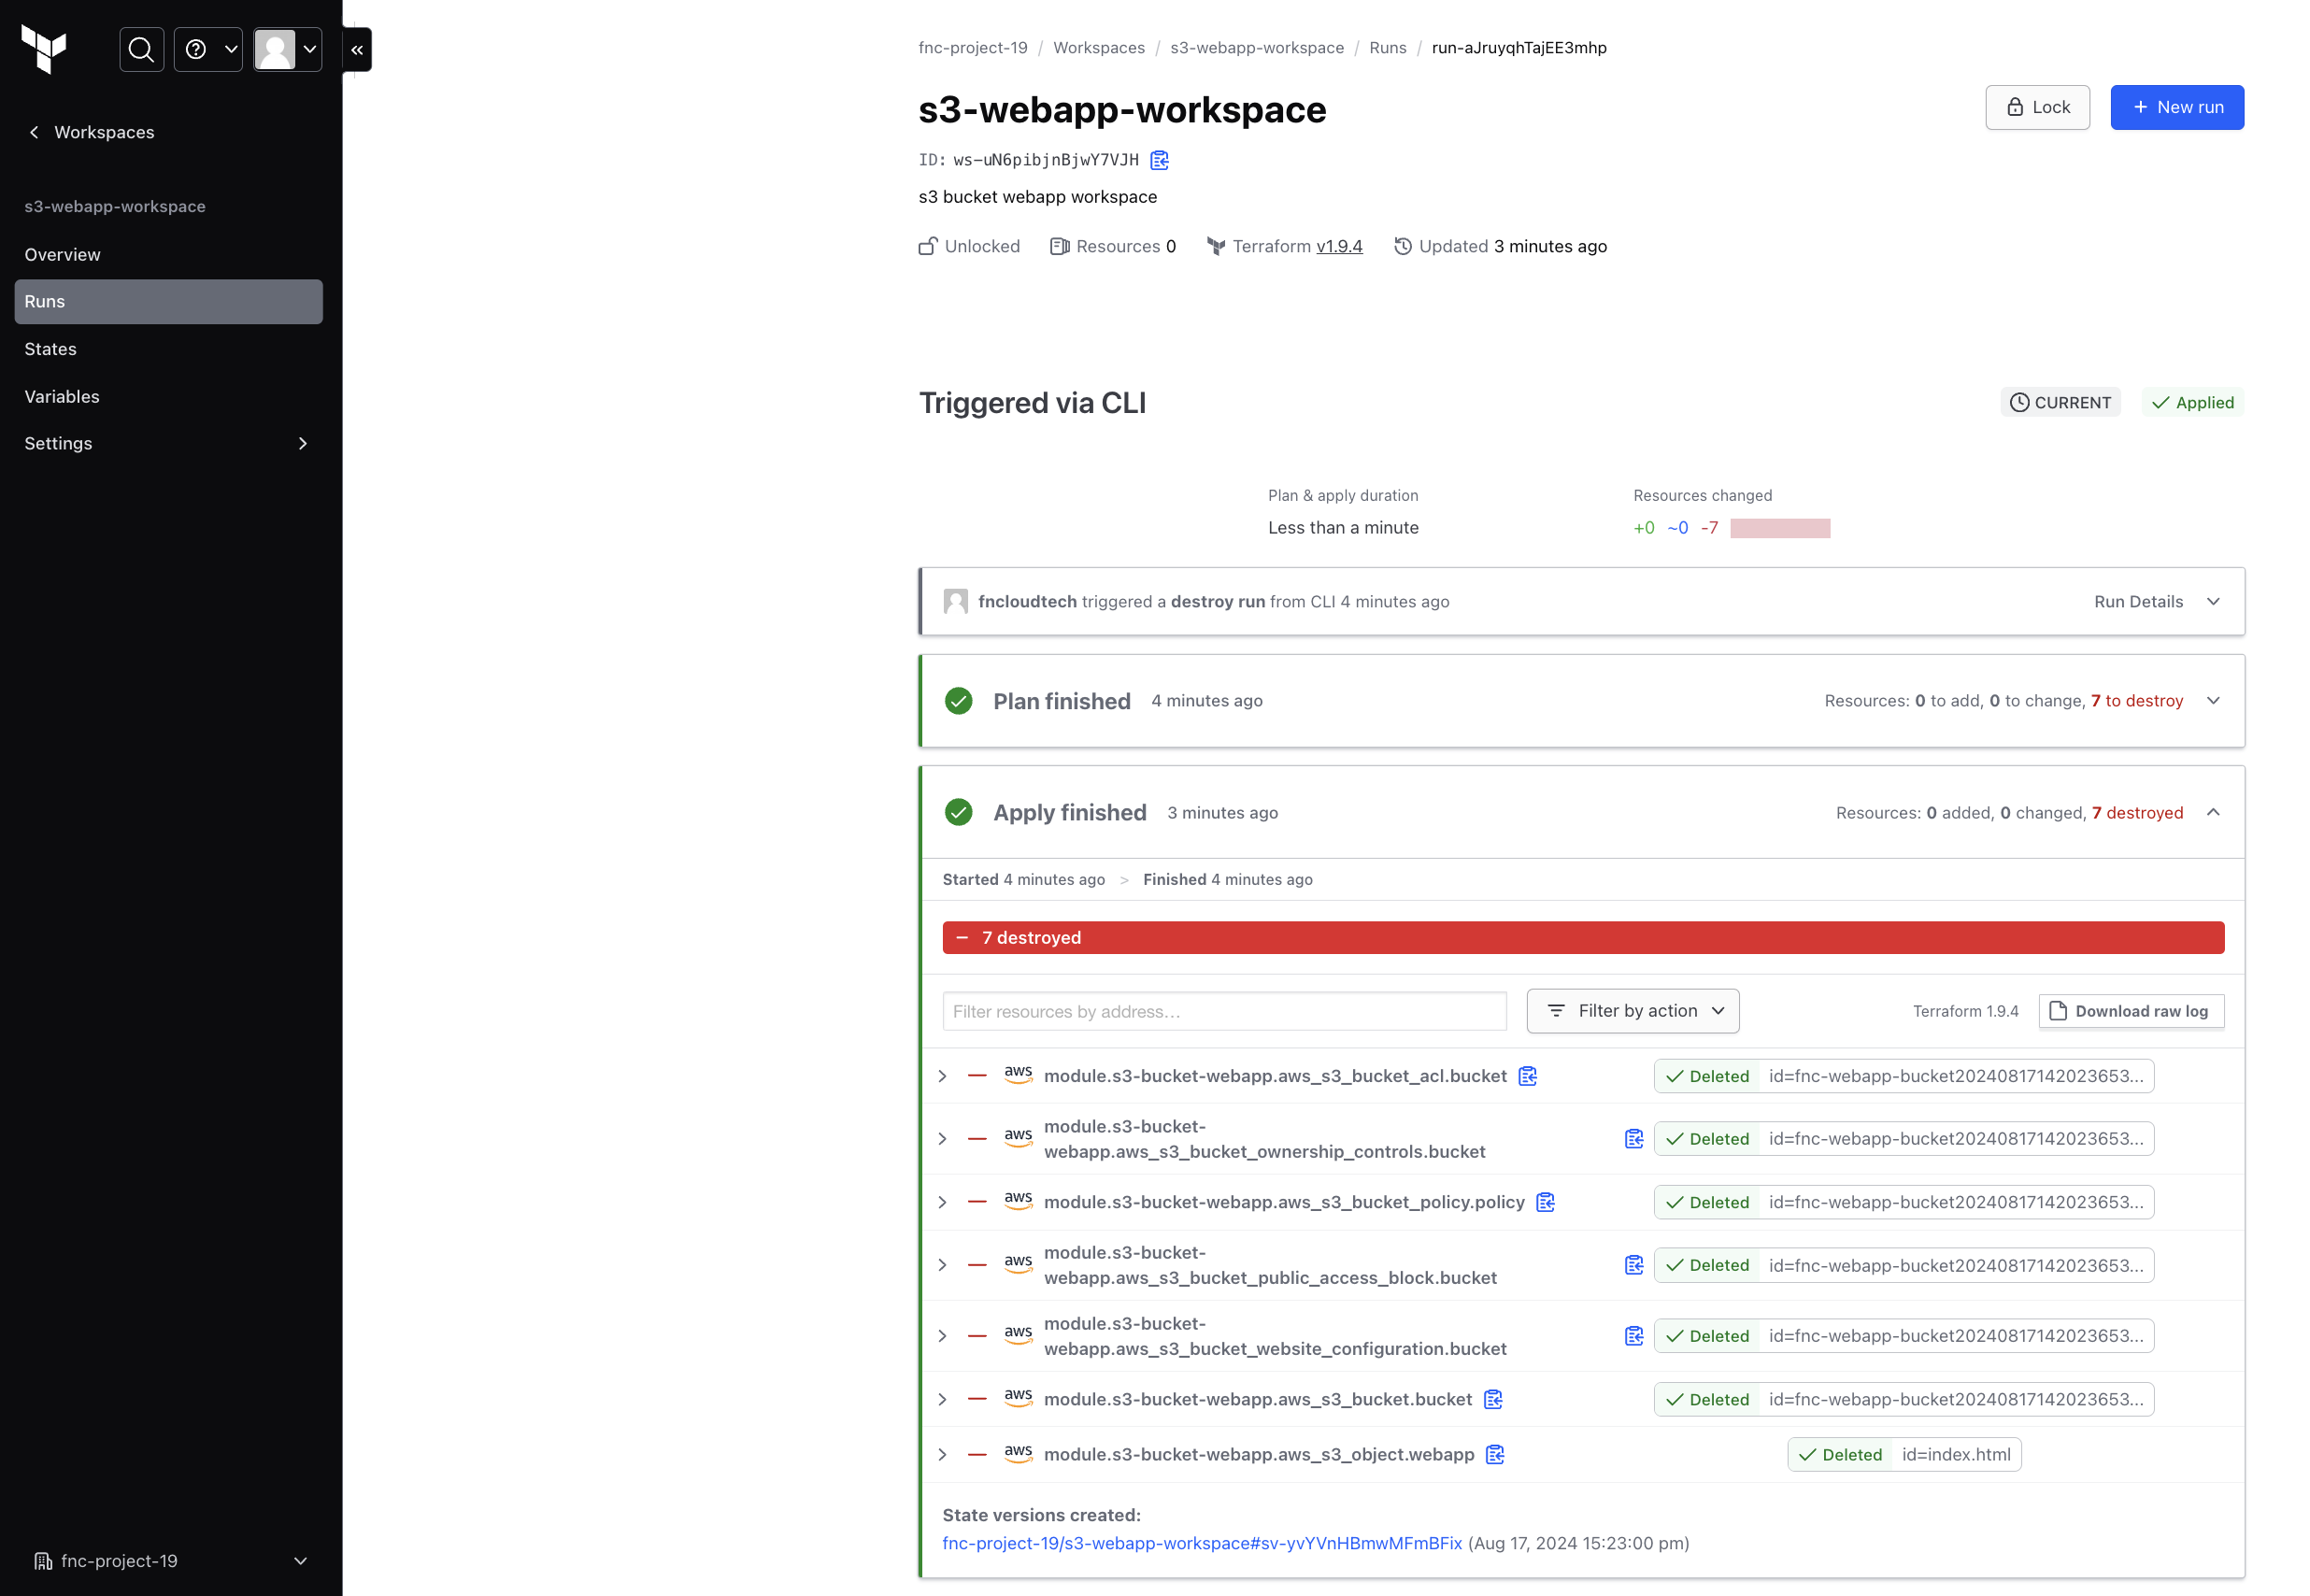 fnc-project-19 / Workspaces / s3-webapp-workspace / Runs / run-aJruyqhTajEE3mhp
Workspaces
s3-webapp-workspace
Overview
Runs
States
Variables
Settings
fnc-project-19
s3-webapp-workspace
Lock
+ New run
ID: ws-uN6pibjnBjwY7VJH
s3 bucket webapp workspace
Unlocked Resources 0 Terraform v1.9.4 Updated 3 minutes ago
Triggered via CLI
CURRENT Applied
Plan & apply duration Resources changed
Less than a minute +0 ~0 -7
fncloudtech triggered a destroy run from CLI 4 minutes ago Run Details
Plan finished 4 minutes ago Resources: 0 to add, 0 to change, 7 to destroy
Apply finished 3 minutes ago Resources: 0 added, 0 changed, 7 destroyed
Started 4 minutes ago > Finished 4 minutes ago
− 7 destroyed
Filter resources by address... Filter by action Terraform 1.9.4 Download raw log
aws module.s3-bucket-webapp.aws_s3_bucket_acl.bucket Deleted id=fnc-webapp-bucket20240817142023653...
aws module.s3-bucket-
webapp.aws_s3_bucket_ownership_controls.bucket Deleted id=fnc-webapp-bucket20240817142023653...
aws module.s3-bucket-webapp.aws_s3_bucket_policy.policy Deleted id=fnc-webapp-bucket20240817142023653...
aws module.s3-bucket-
webapp.aws_s3_bucket_public_access_block.bucket Deleted id=fnc-webapp-bucket20240817142023653...
aws module.s3-bucket-
webapp.aws_s3_bucket_website_configuration.bucket Deleted id=fnc-webapp-bucket20240817142023653...
aws module.s3-bucket-webapp.aws_s3_bucket.bucket Deleted id=fnc-webapp-bucket20240817142023653...
aws module.s3-bucket-webapp.aws_s3_object.webapp Deleted id=index.html
State versions created:
fnc-project-19/s3-webapp-workspace#sv-yvYVnHBmwMFmBFix (Aug 17, 2024 15:23:00 pm)